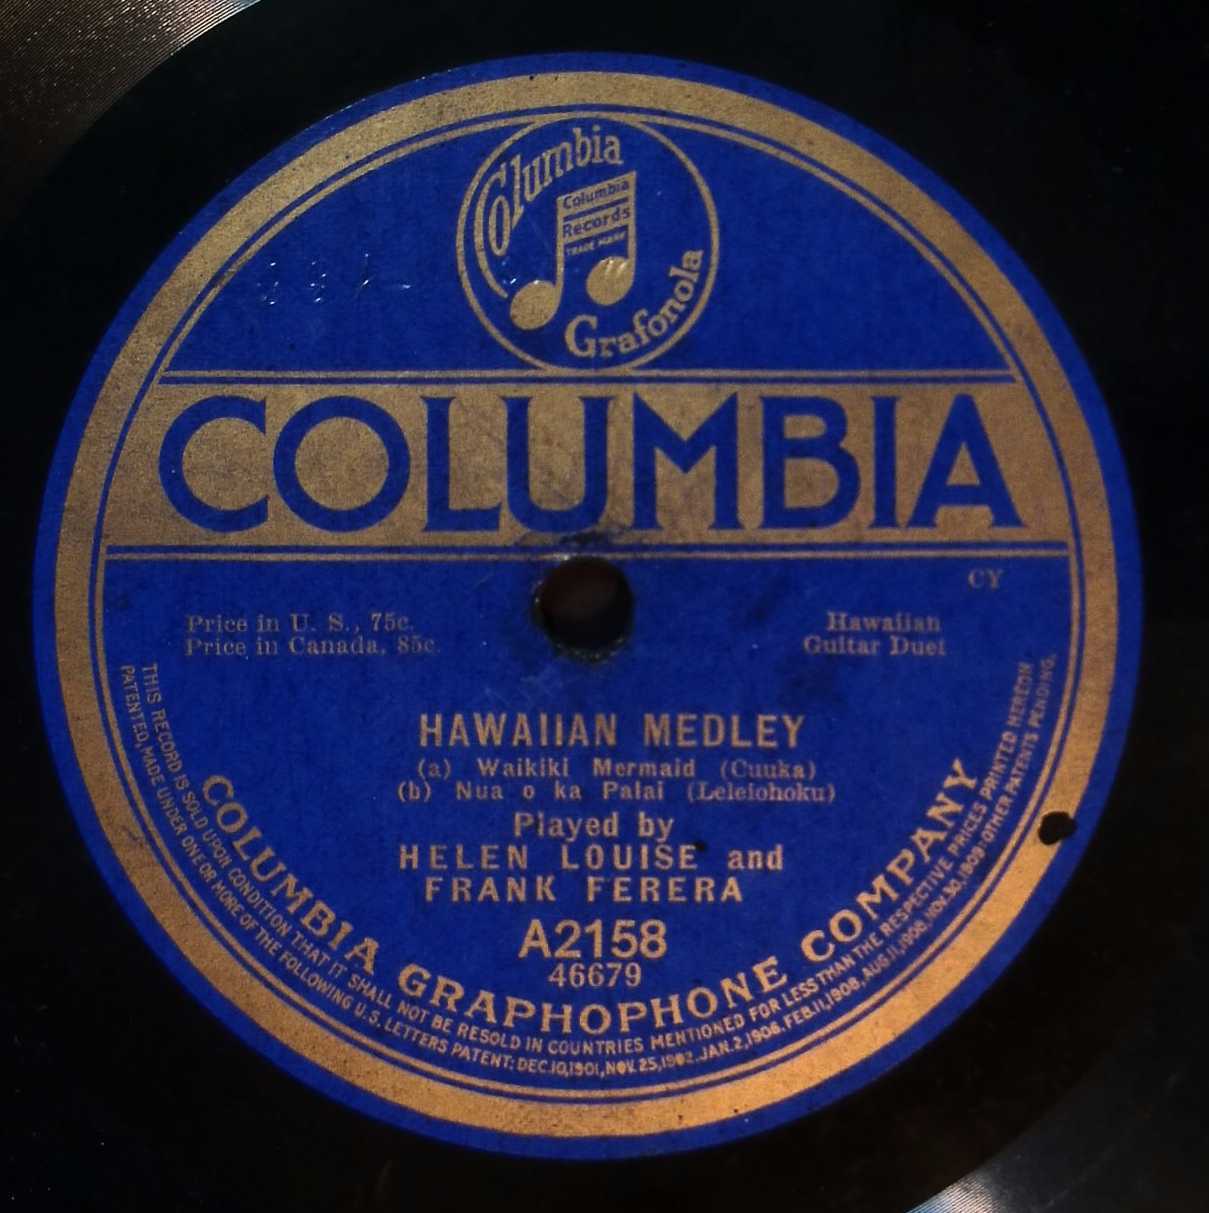 Columbia
Columbia
Records
TRADE MARK
Grafonola
COLUMBIA
CY
Price in U. S., 75c.
Price in Canada, 85c.
Hawaiian
Guitar Duet
HAWAIIAN MEDLEY
(a) Waikiki Mermaid (Cuuka)
(b) Nua o ka Palai (Leleiohoku)
Played by
HELEN LOUISE and
FRANK FERERA
A2158
46679
COLUMBIA GRAPHOPHONE COMPANY
THIS RECORD IS SOLD UPON CONDITION THAT IT SHALL NOT BE RESOLD IN COUNTRIES MENTIONED FOR LESS THAN THE RESPECTIVE PRICES PRINTED HEREON
PATENTED, MADE UNDER ONE OR MORE OF THE FOLLOWING U.S. LETTERS PATENT: DEC.10,1901, NOV. 25, 1902. JAN. 2, 1906. FEB. 11, 1908, AUG. 11, 1908, NOV. 30, 1909 · OTHER PATENTS PENDING.